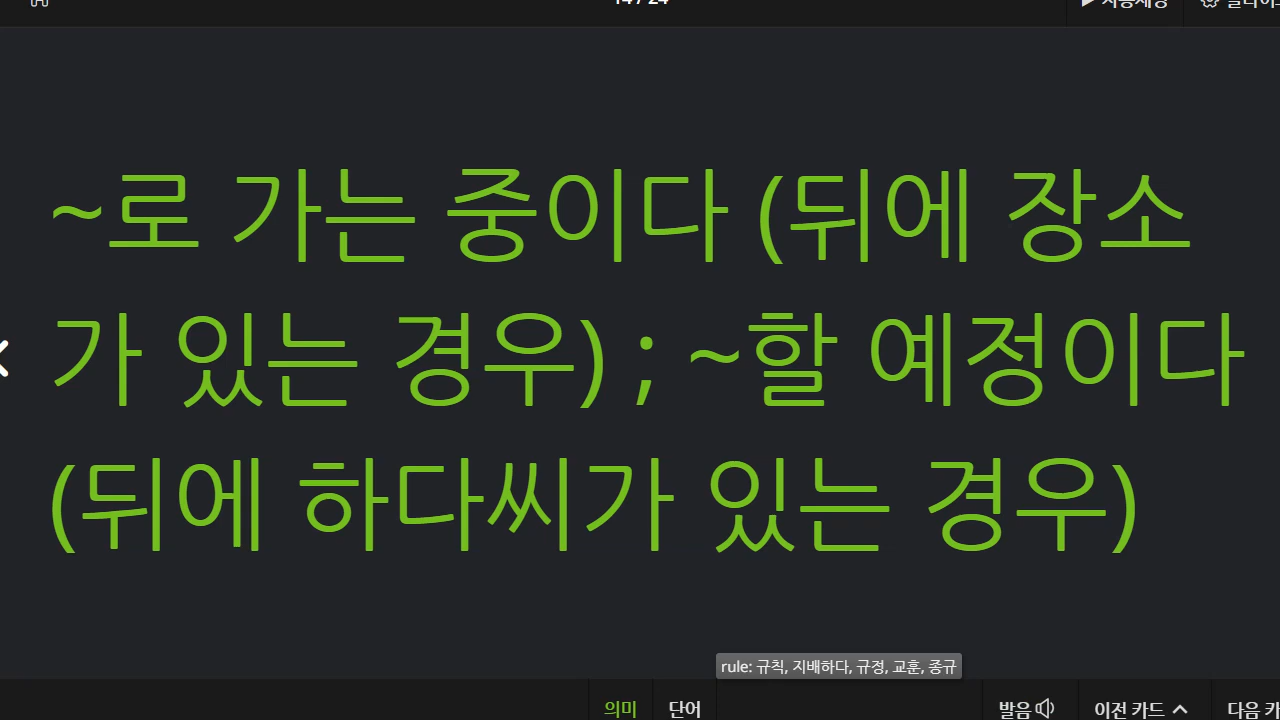 ~로 가는 중이다 (뒤에 장소
가 있는 경우) ; ~할 예정이다
(뒤에 하다씨가 있는 경우)
rule: 규칙, 지배하다, 규정, 교훈, 종규
의미 단어 발음 이전 카드 다음